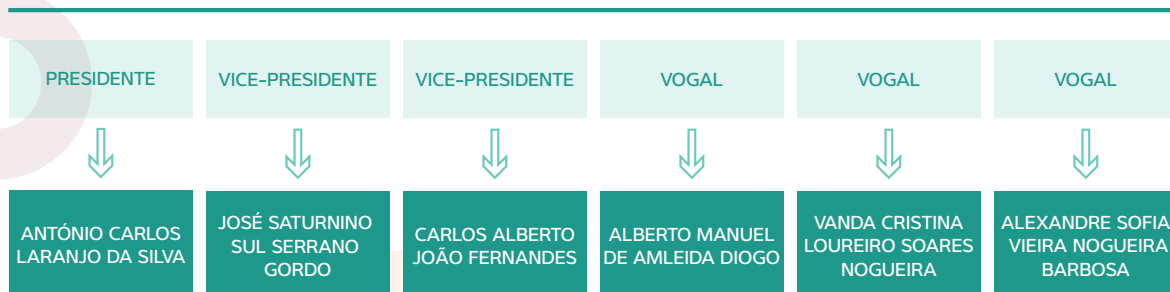 PRESIDENTE
VICE-PRESIDENTE
VICE-PRESIDENTE
VOGAL
VOGAL
VOGAL
ANTÓNIO CARLOS
LARANJO DA SILVA
JOSÉ SATURNINO
SUL SERRANO
GORDO
CARLOS ALBERTO
JOÃO FERNANDES
ALBERTO MANUEL
DE AMLEIDA DIOGO
VANDA CRISTINA
LOUREIRO SOARES
NOGUEIRA
ALEXANDRE SOFIA
VIEIRA NOGUEIRA
BARBOSA